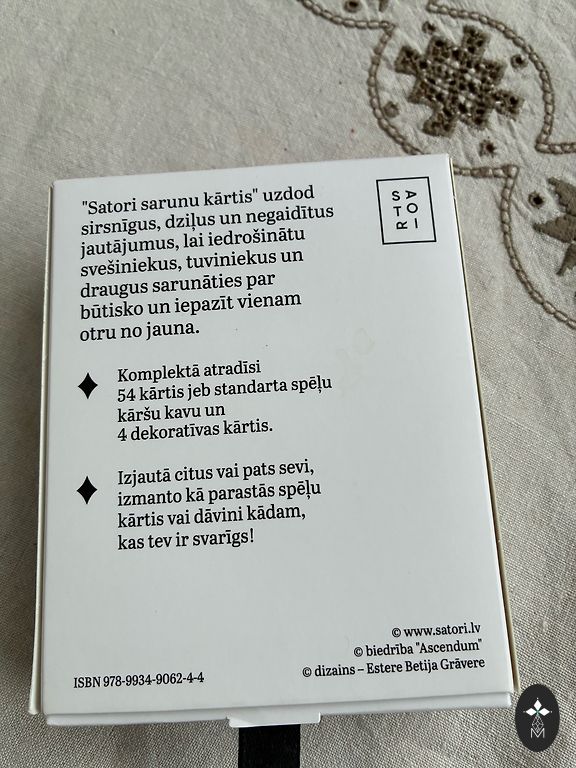 "Satori sarunu kārtis" uzdod
sirsnīgus, dziļus un negaidītus
jautājumus, lai iedrošinātu
svešiniekus, tuviniekus un
draugus sarunāties par
būtisko un iepazīt vienam
otru no jauna.
SATORI
Komplektā atradīsi
54 kārtis jeb standarta spēļu
kāršu kavu un
4 dekoratīvas kārtis.
Izjautā citus vai pats sevi,
izmanto kā parastās spēļu
kārtis vai dāvini kādam,
kas tev ir svarīgs!
© www.satori.lv
© biedrība "Ascendum"
© dizains – Estere Betija Grāvere
ISBN 978-9934-9062-4-4
M